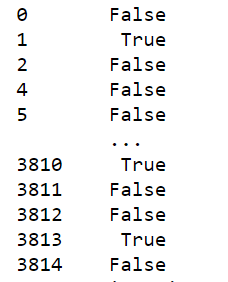 0 False
1 True
2 False
4 False
5 False
...
3810 True
3811 False
3812 False
3813 True
3814 False